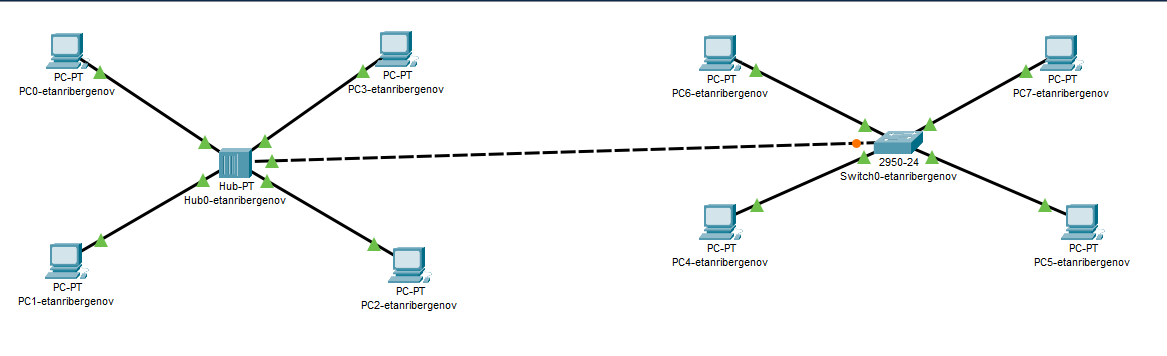 PC-PT
PC0-etanribergenov
PC-PT
PC3-etanribergenov
PC-PT
PC6-etanribergenov
PC-PT
PC7-etanribergenov
Hub-PT
Hub0-etanribergenov
2950-24
Switch0-etanribergenov
PC-PT
PC1-etanribergenov
PC-PT
PC2-etanribergenov
PC-PT
PC4-etanribergenov
PC-PT
PC5-etanribergenov